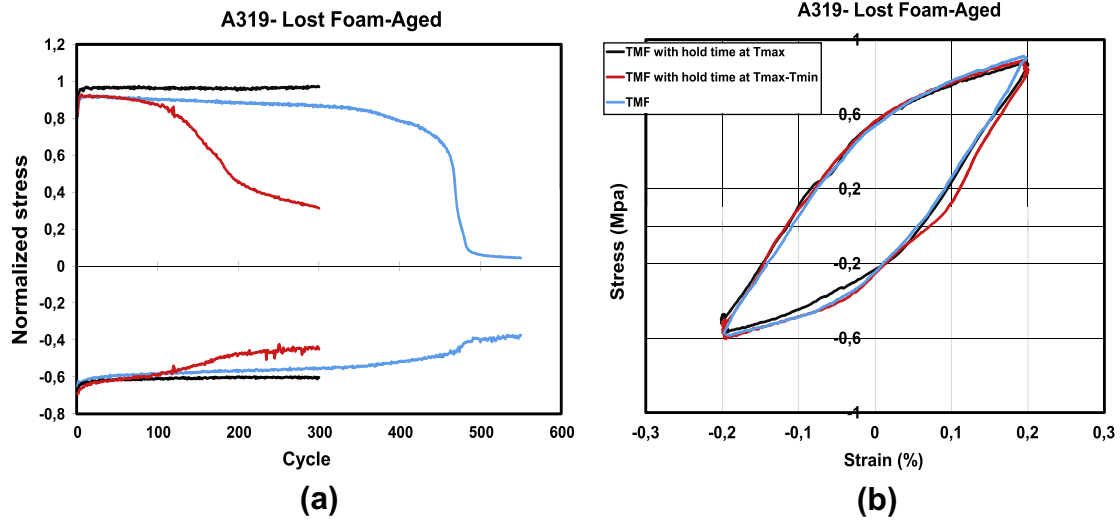 A319- Lost Foam-Aged
Normalized stress
1,2
1
0,8
0,6
0,4
0,2
0
-0,2
-0,4
-0,6
-0,8
0 100 200 300 400 500 600
Cycle
(a)
A319- Lost Foam-Aged
TMF with hold time at Tmax
TMF with hold time at Tmax-Tmin
TMF
Stress (Mpa)
1
0,6
0,2
-0,2
-0,6
-1
-0,3 -0,2 -0,1 0 0,1 0,2 0,3
Strain (%)
(b)